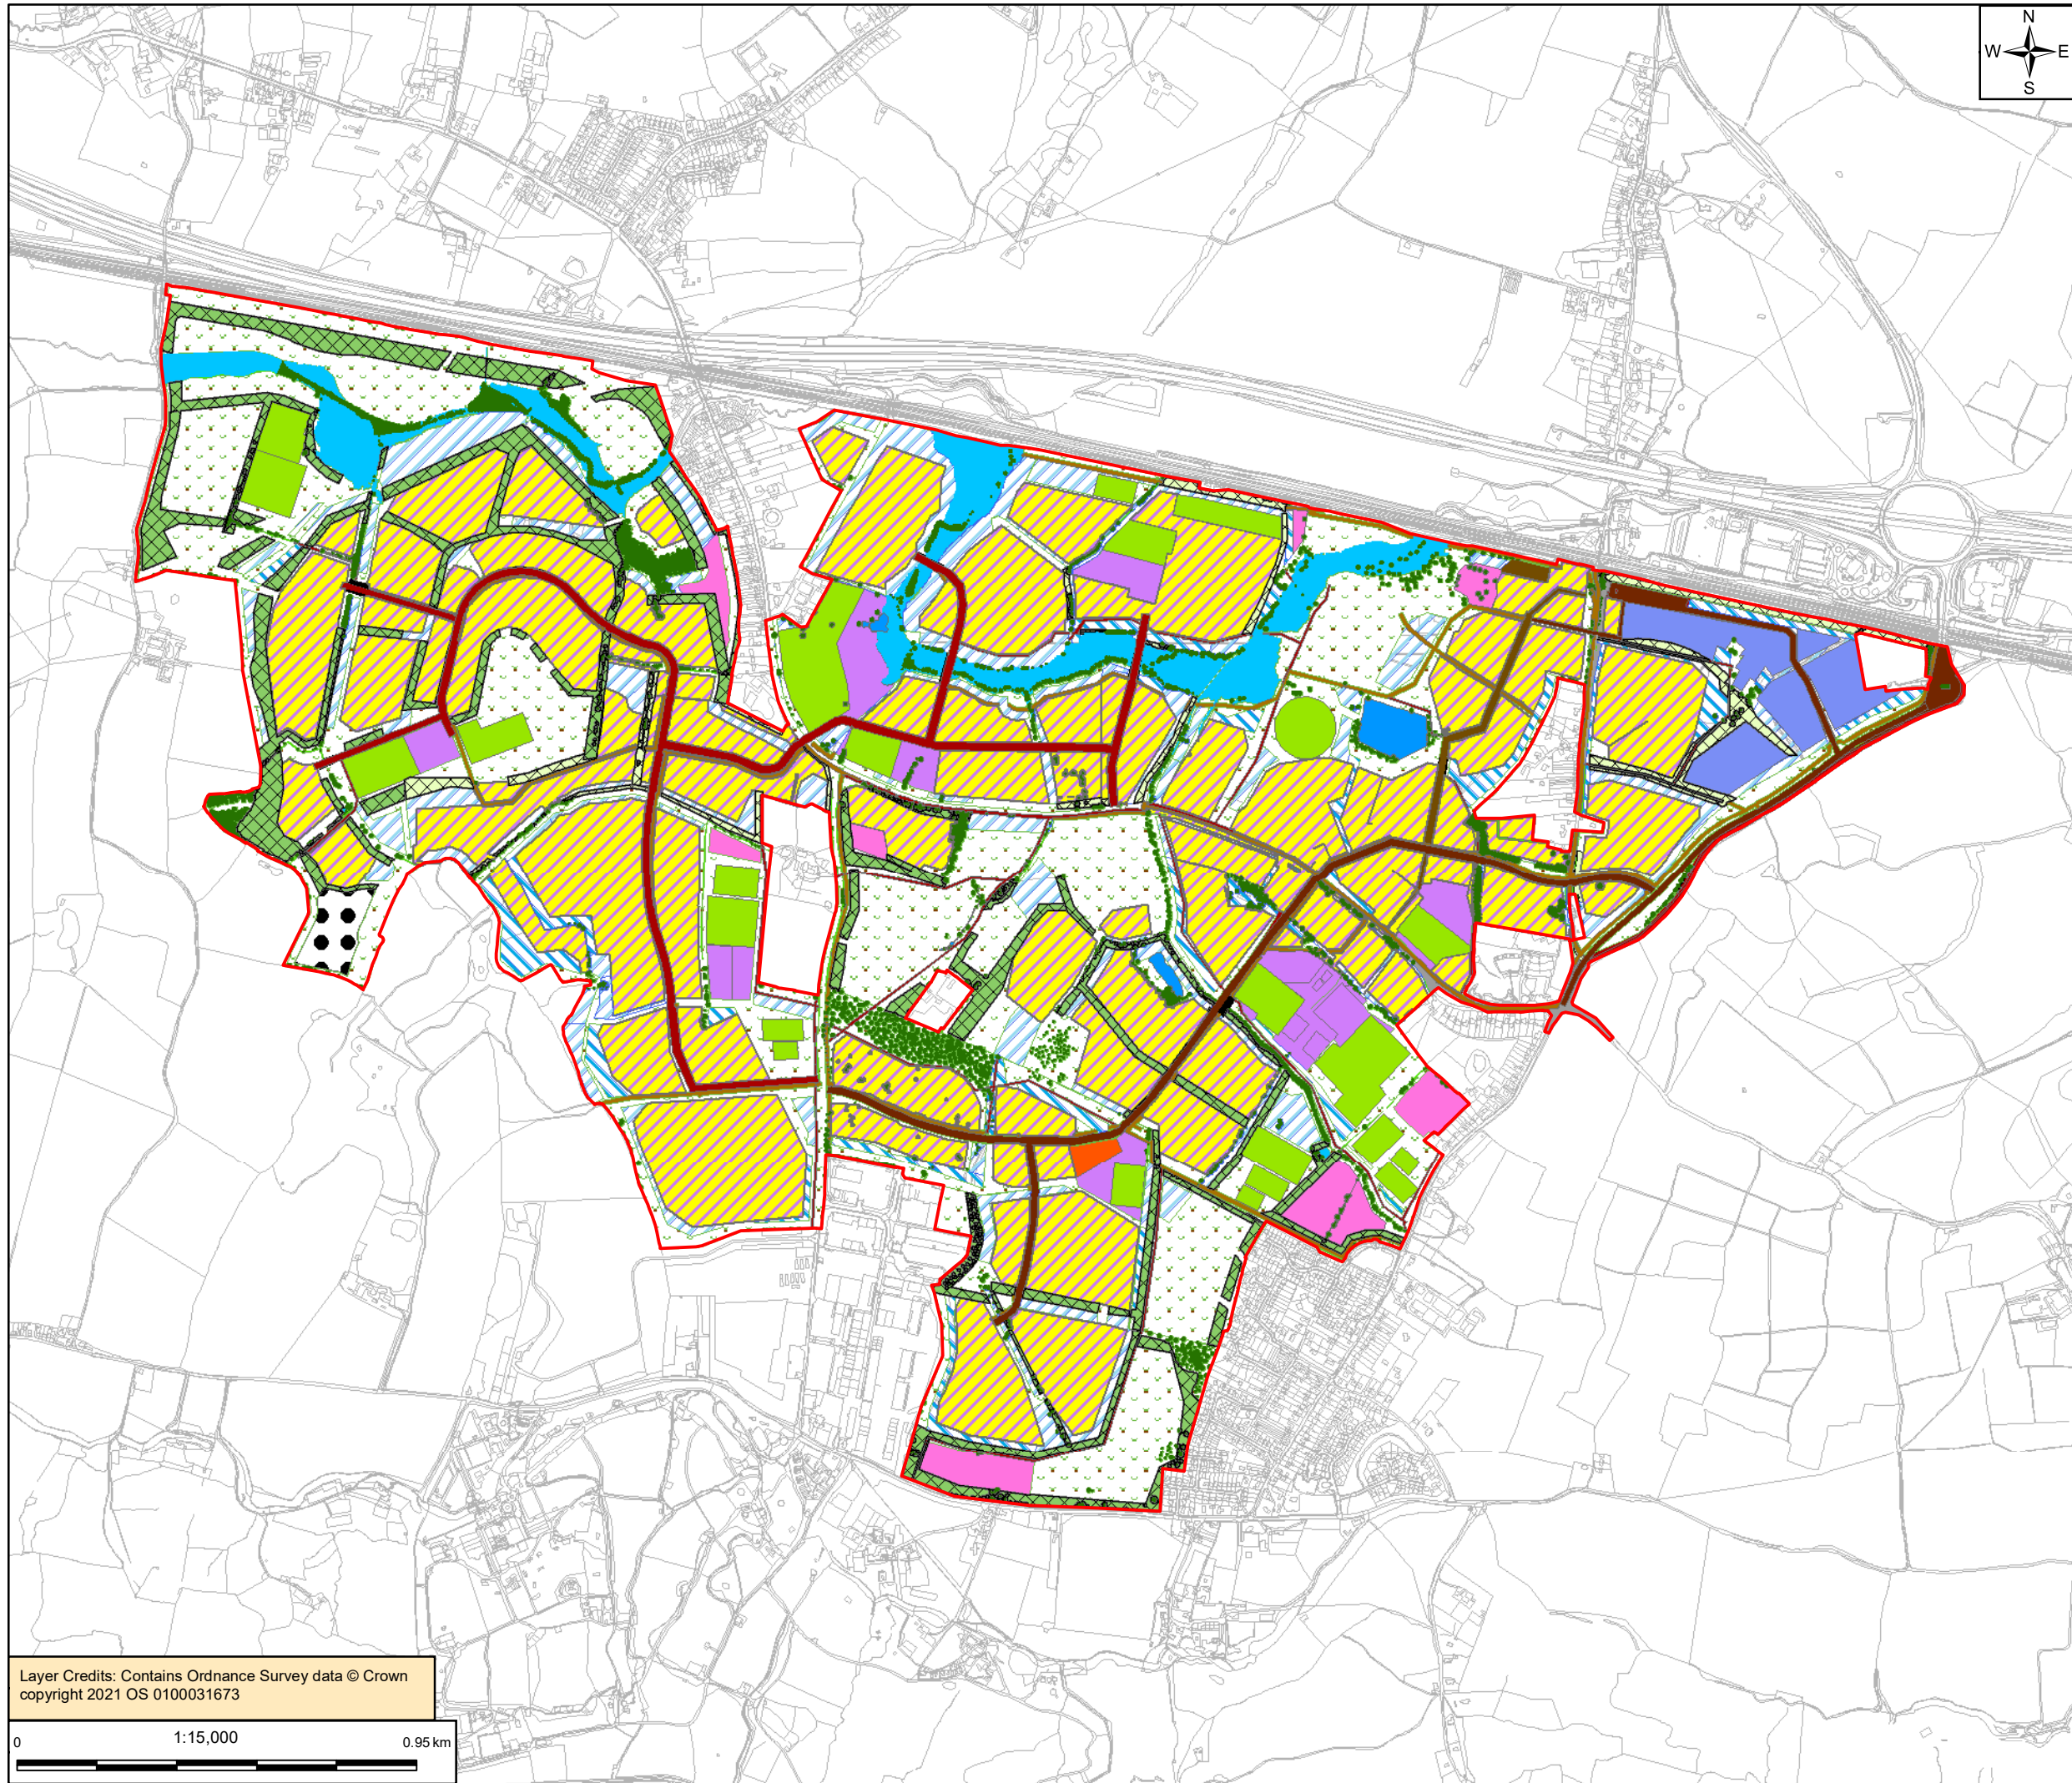 N
W E
S
Layer Credits: Contains Ordnance Survey data © Crown
copyright 2021 OS 0100031673
0 1:15,000 0.95 km